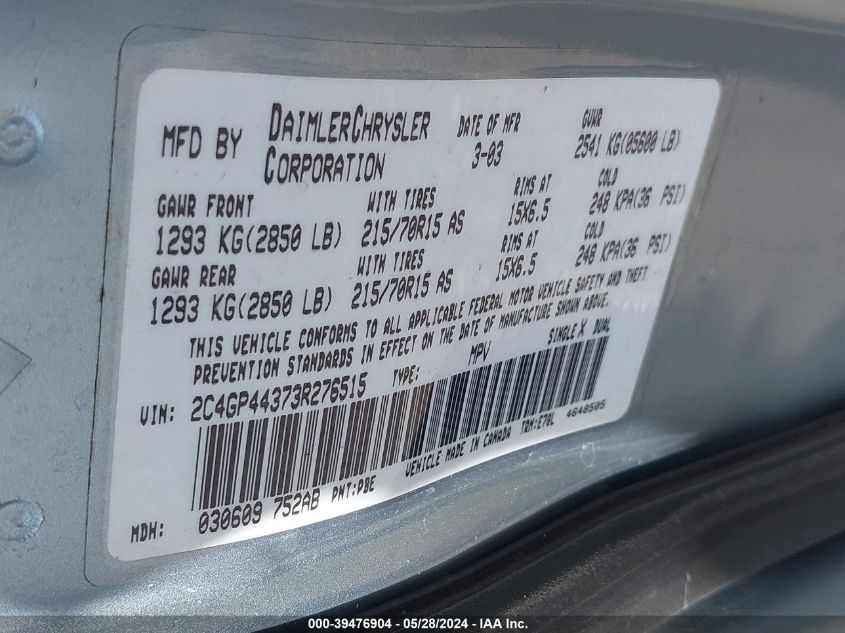 MFD BY DAIMLERCHRYSLER CORPORATION
DATE OF MFR 3-03
GVWR 2541 KG(05600 LB)
GAWR FRONT WITH TIRES RIMS AT COLD
1293 KG(2850 LB) 215/70R15 AS 15X6.5 248 KPA(36 PSI)
GAWR REAR WITH TIRES RIMS AT COLD
1293 KG(2850 LB) 215/70R15 AS 15X6.5 248 KPA(36 PSI)
THIS VEHICLE CONFORMS TO ALL APPLICABLE FEDERAL MOTOR VEHICLE SAFETY AND THEFT
PREVENTION STANDARDS IN EFFECT ON THE DATE OF MANUFACTURE SHOWN ABOVE.
VIN: 2C4GP44373R276515 TYPE: MPV SINGLE X DUAL
VEHICLE MADE IN CANADA TRM:E7DL 4648505
MDH: 030609 752AB PNT:PBE
000-39476904 / 05/28/2024 - IAA Inc.